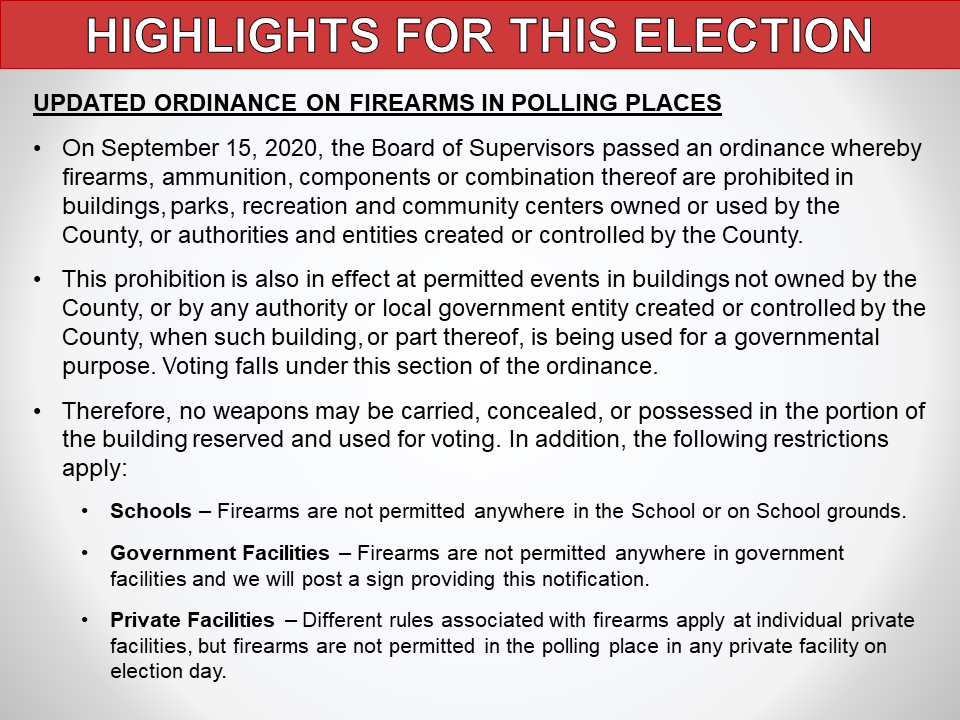 HIGHLIGHTS FOR THIS ELECTION
UPDATED ORDINANCE ON FIREARMS IN POLLING PLACES
• On September 15, 2020, the Board of Supervisors passed an ordinance whereby
firearms, ammunition, components or combination thereof are prohibited in
buildings, parks, recreation and community centers owned or used by the
County, or authorities and entities created or controlled by the County.
• This prohibition is also in effect at permitted events in buildings not owned by the
County, or by any authority or local government entity created or controlled by the
County, when such building, or part thereof, is being used for a governmental
purpose. Voting falls under this section of the ordinance.
• Therefore, no weapons may be carried, concealed, or possessed in the portion of
the building reserved and used for voting. In addition, the following restrictions
apply:
• Schools – Firearms are not permitted anywhere in the School or on School grounds.
• Government Facilities – Firearms are not permitted anywhere in government
facilities and we will post a sign providing this notification.
• Private Facilities – Different rules associated with firearms apply at individual private
facilities, but firearms are not permitted in the polling place in any private facility on
election day.